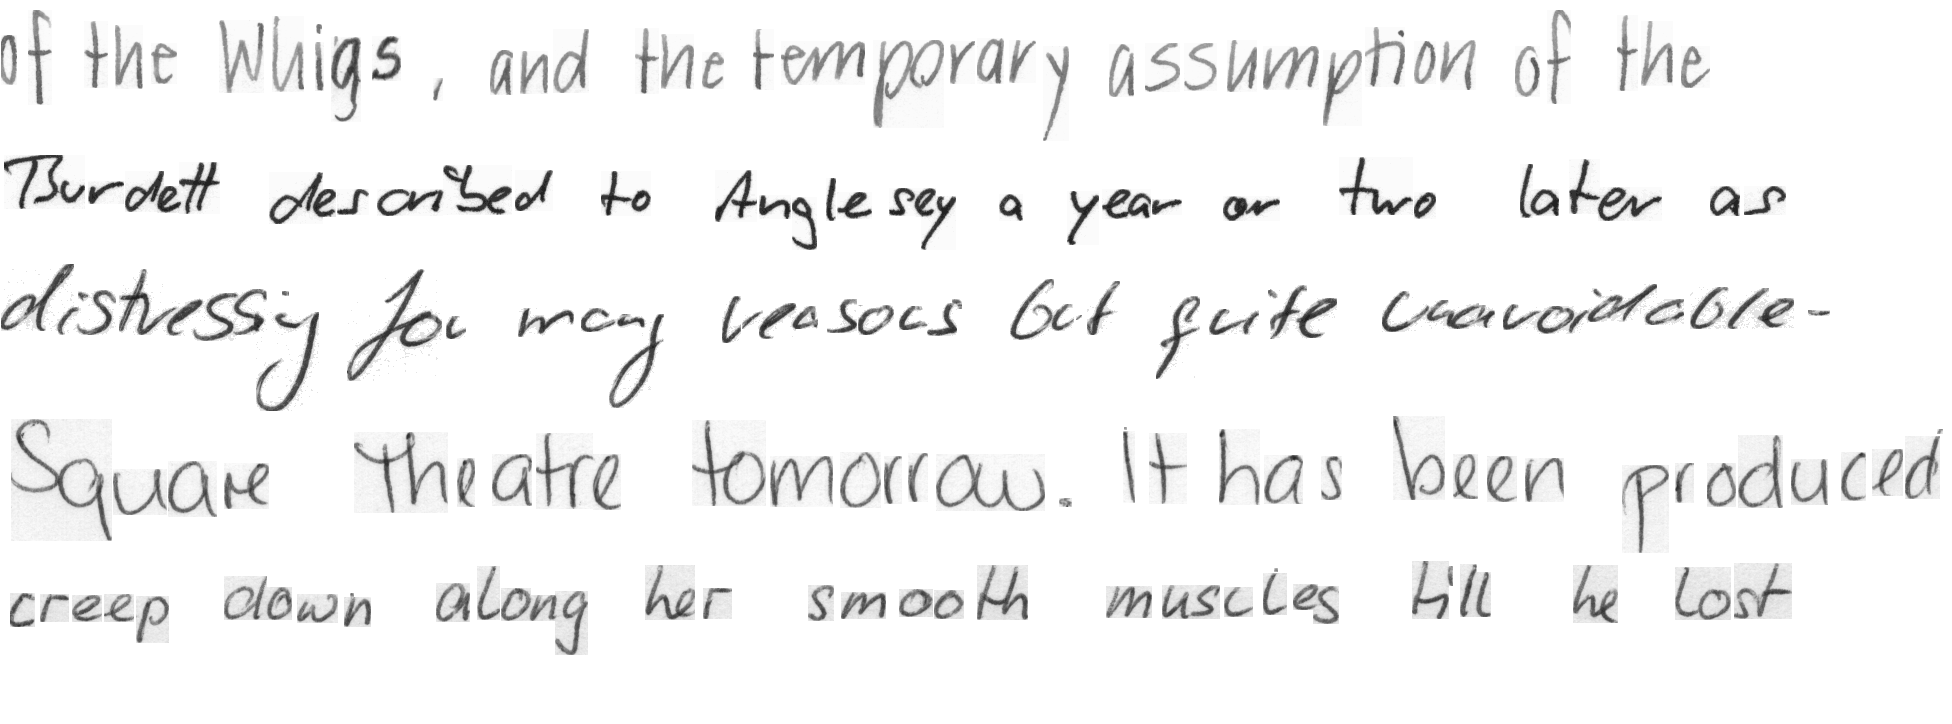 of the Whigs, and the temporary assumption of the
Burdett described to Anglesey a year or two later as
distressing for many reasons but quite unavoidable-
Square Theatre tomorrow. It has been produced
creep down along her smooth muscles till he lost